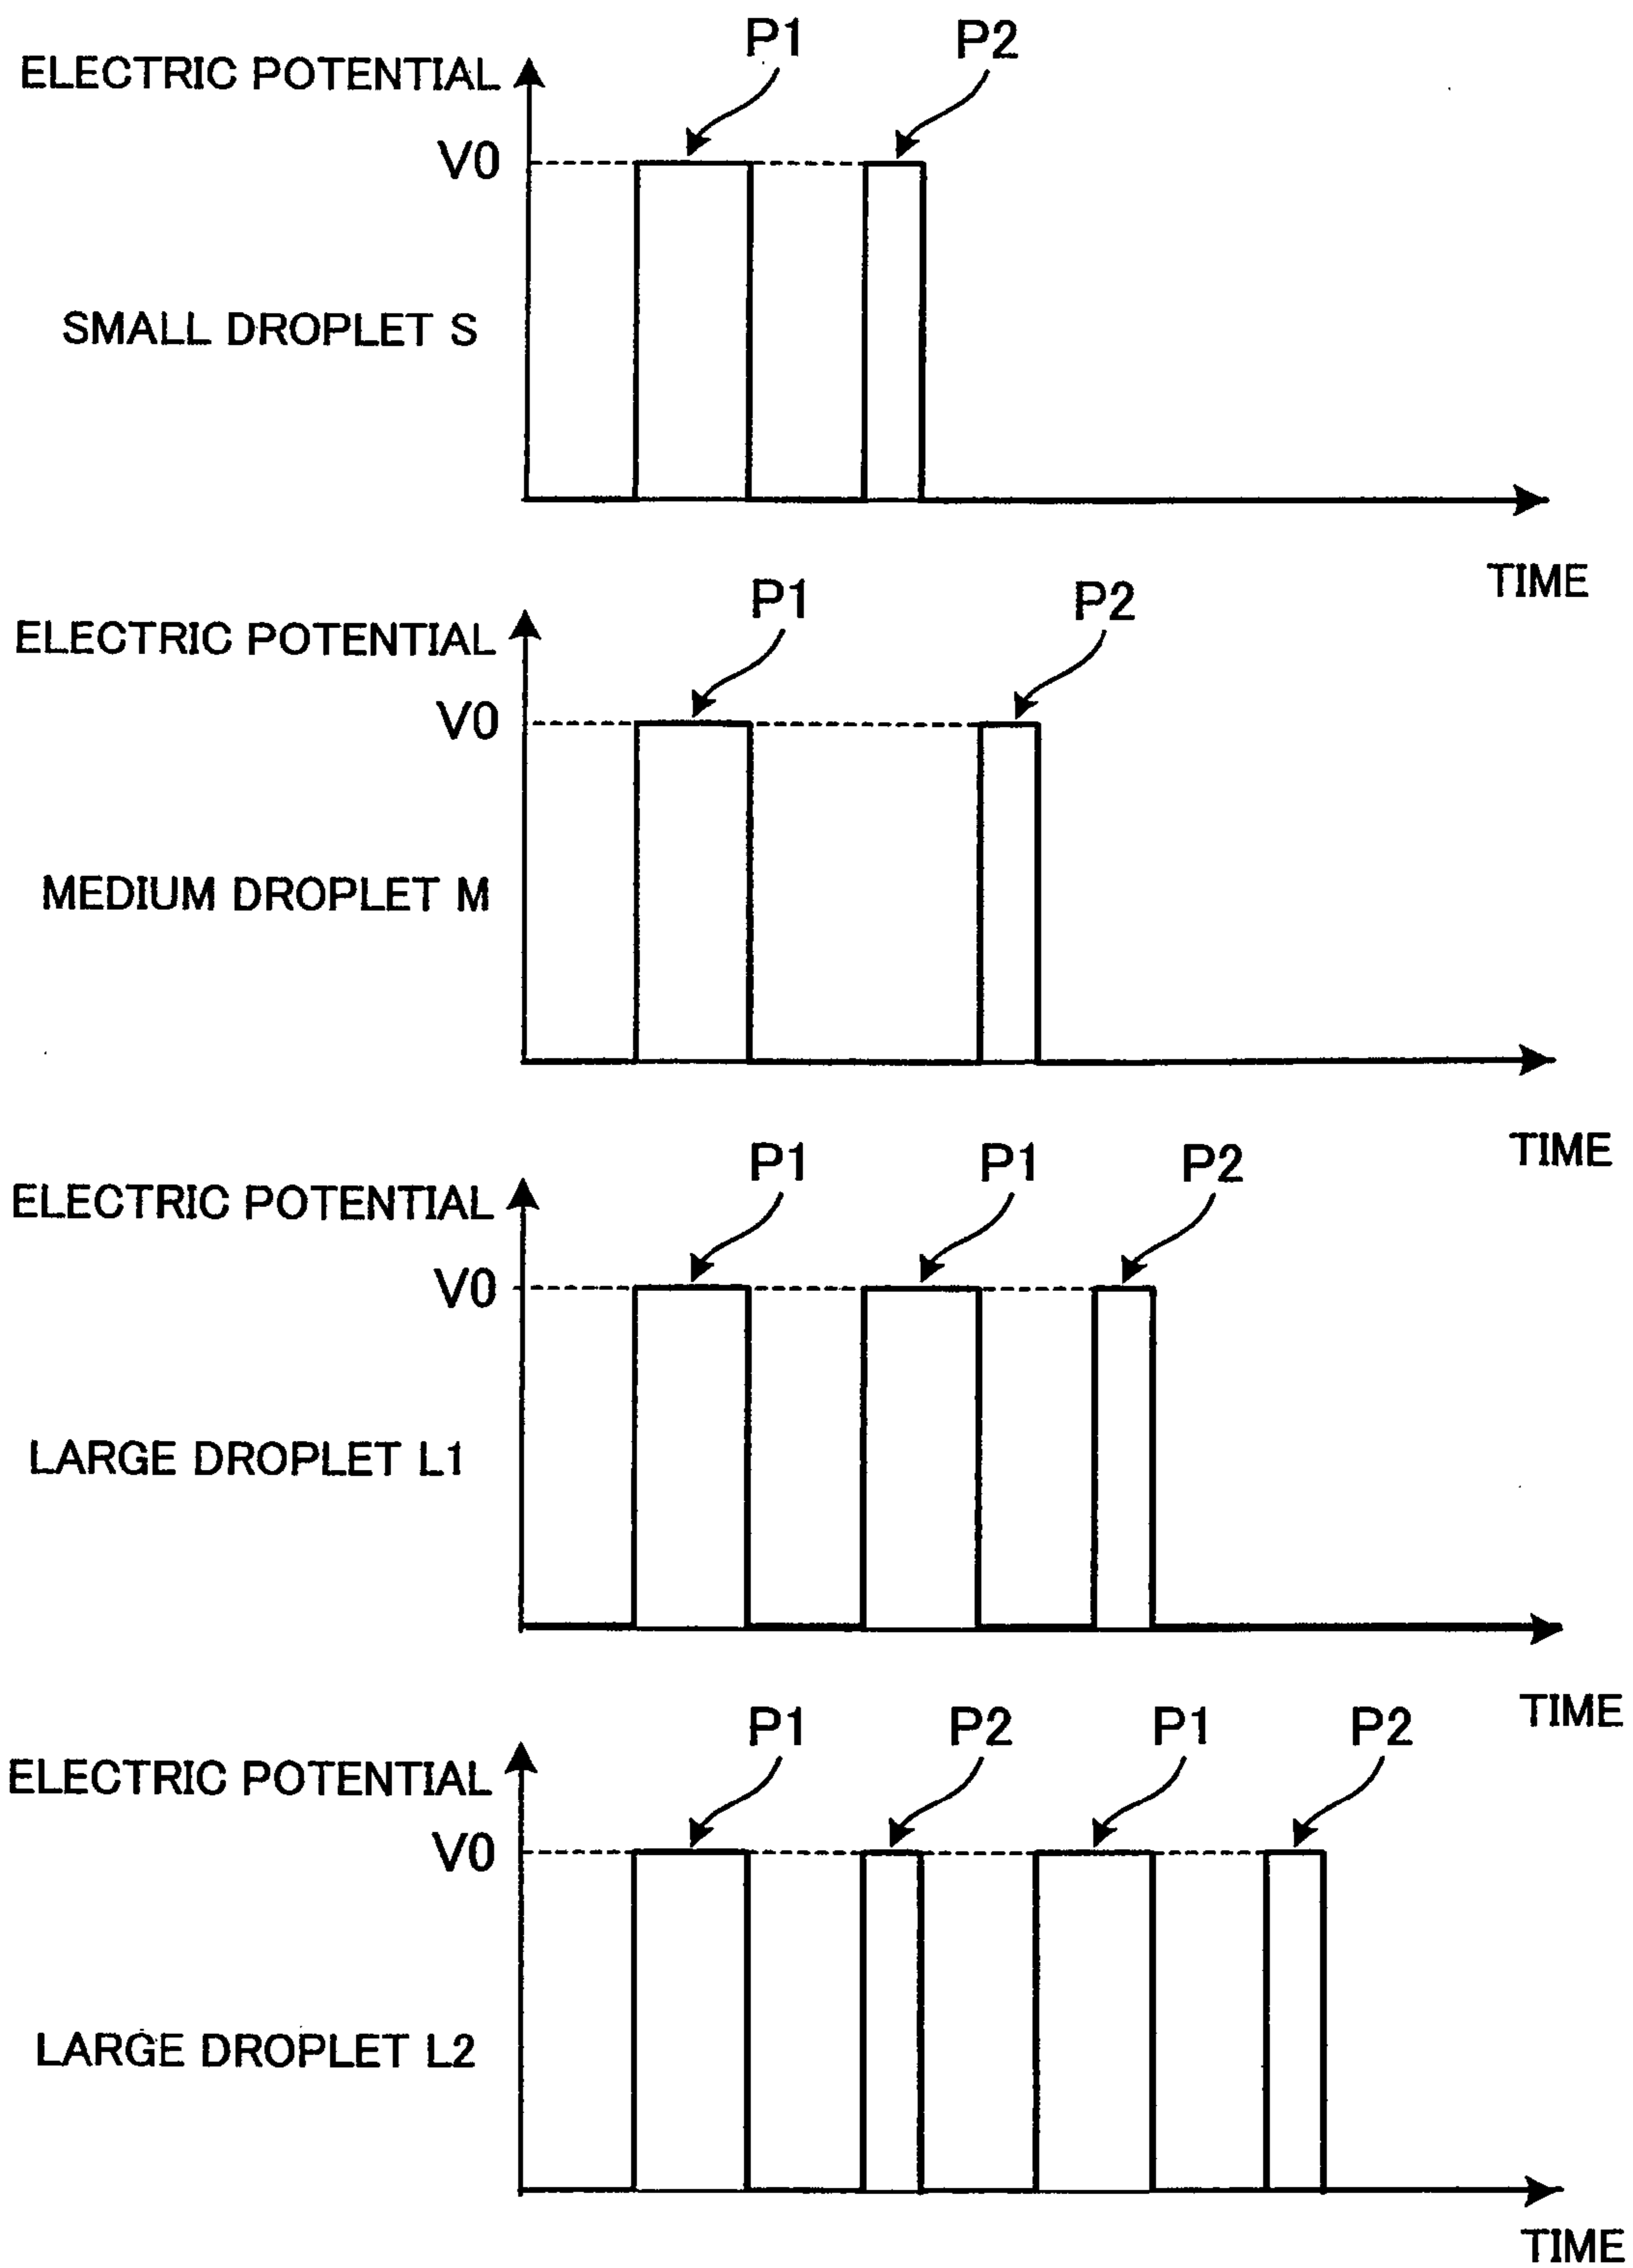 P1 P2
ELECTRIC POTENTIAL
V0
SMALL DROPLET S
TIME
P1 P2
ELECTRIC POTENTIAL
V0
MEDIUM DROPLET M
TIME
P1 P1 P2
ELECTRIC POTENTIAL
V0
LARGE DROPLET L1
TIME
P1 P2 P1 P2
ELECTRIC POTENTIAL
V0
LARGE DROPLET L2
TIME